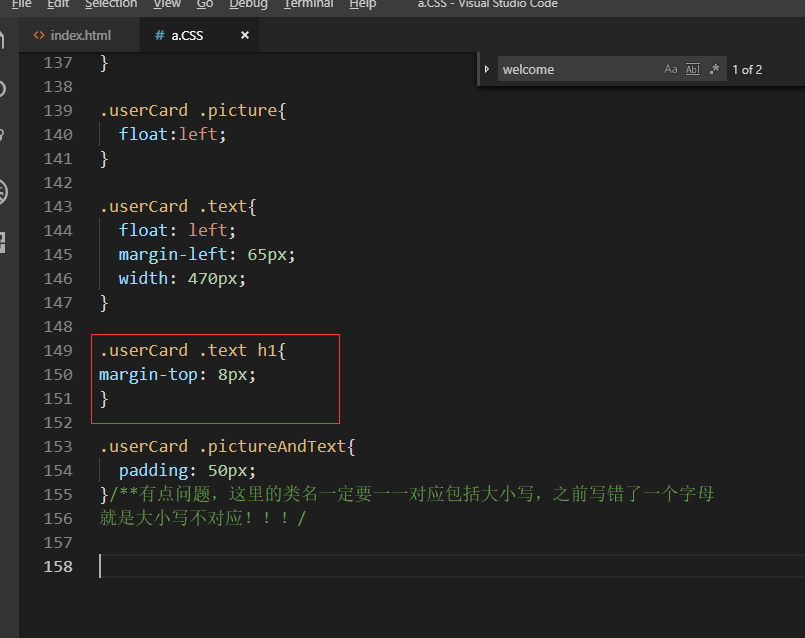 File Edit Selection View Go Debug Terminal Help a.CSS - Visual Studio Code
<> index.html # a.CSS ×
welcome Aa Abl .* 1 of 2
137 }
138
139 .userCard .picture{
140 float:left;
141 }
142
143 .userCard .text{
144 float: left;
145 margin-left: 65px;
146 width: 470px;
147 }
148
149 .userCard .text h1{
150 margin-top: 8px;
151 }
152
153 .userCard .pictureAndText{
154 padding: 50px;
155 }/**有点问题，这里的类名一定要一一对应包括大小写，之前写错了一个字母
156 就是大小写不对应！！！/
157
158